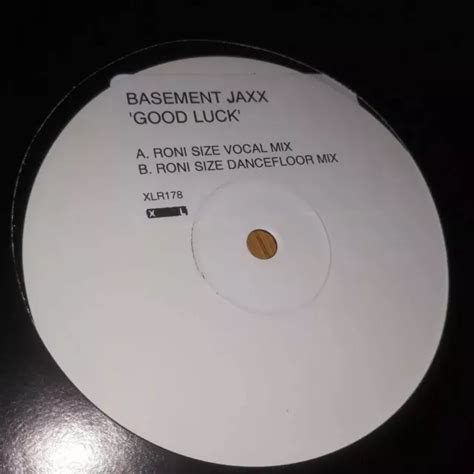 BASEMENT JAXX
'GOOD LUCK'
A. RONI SIZE VOCAL MIX
B. RONI SIZE DANCEFLOOR MIX
XLR178
X L